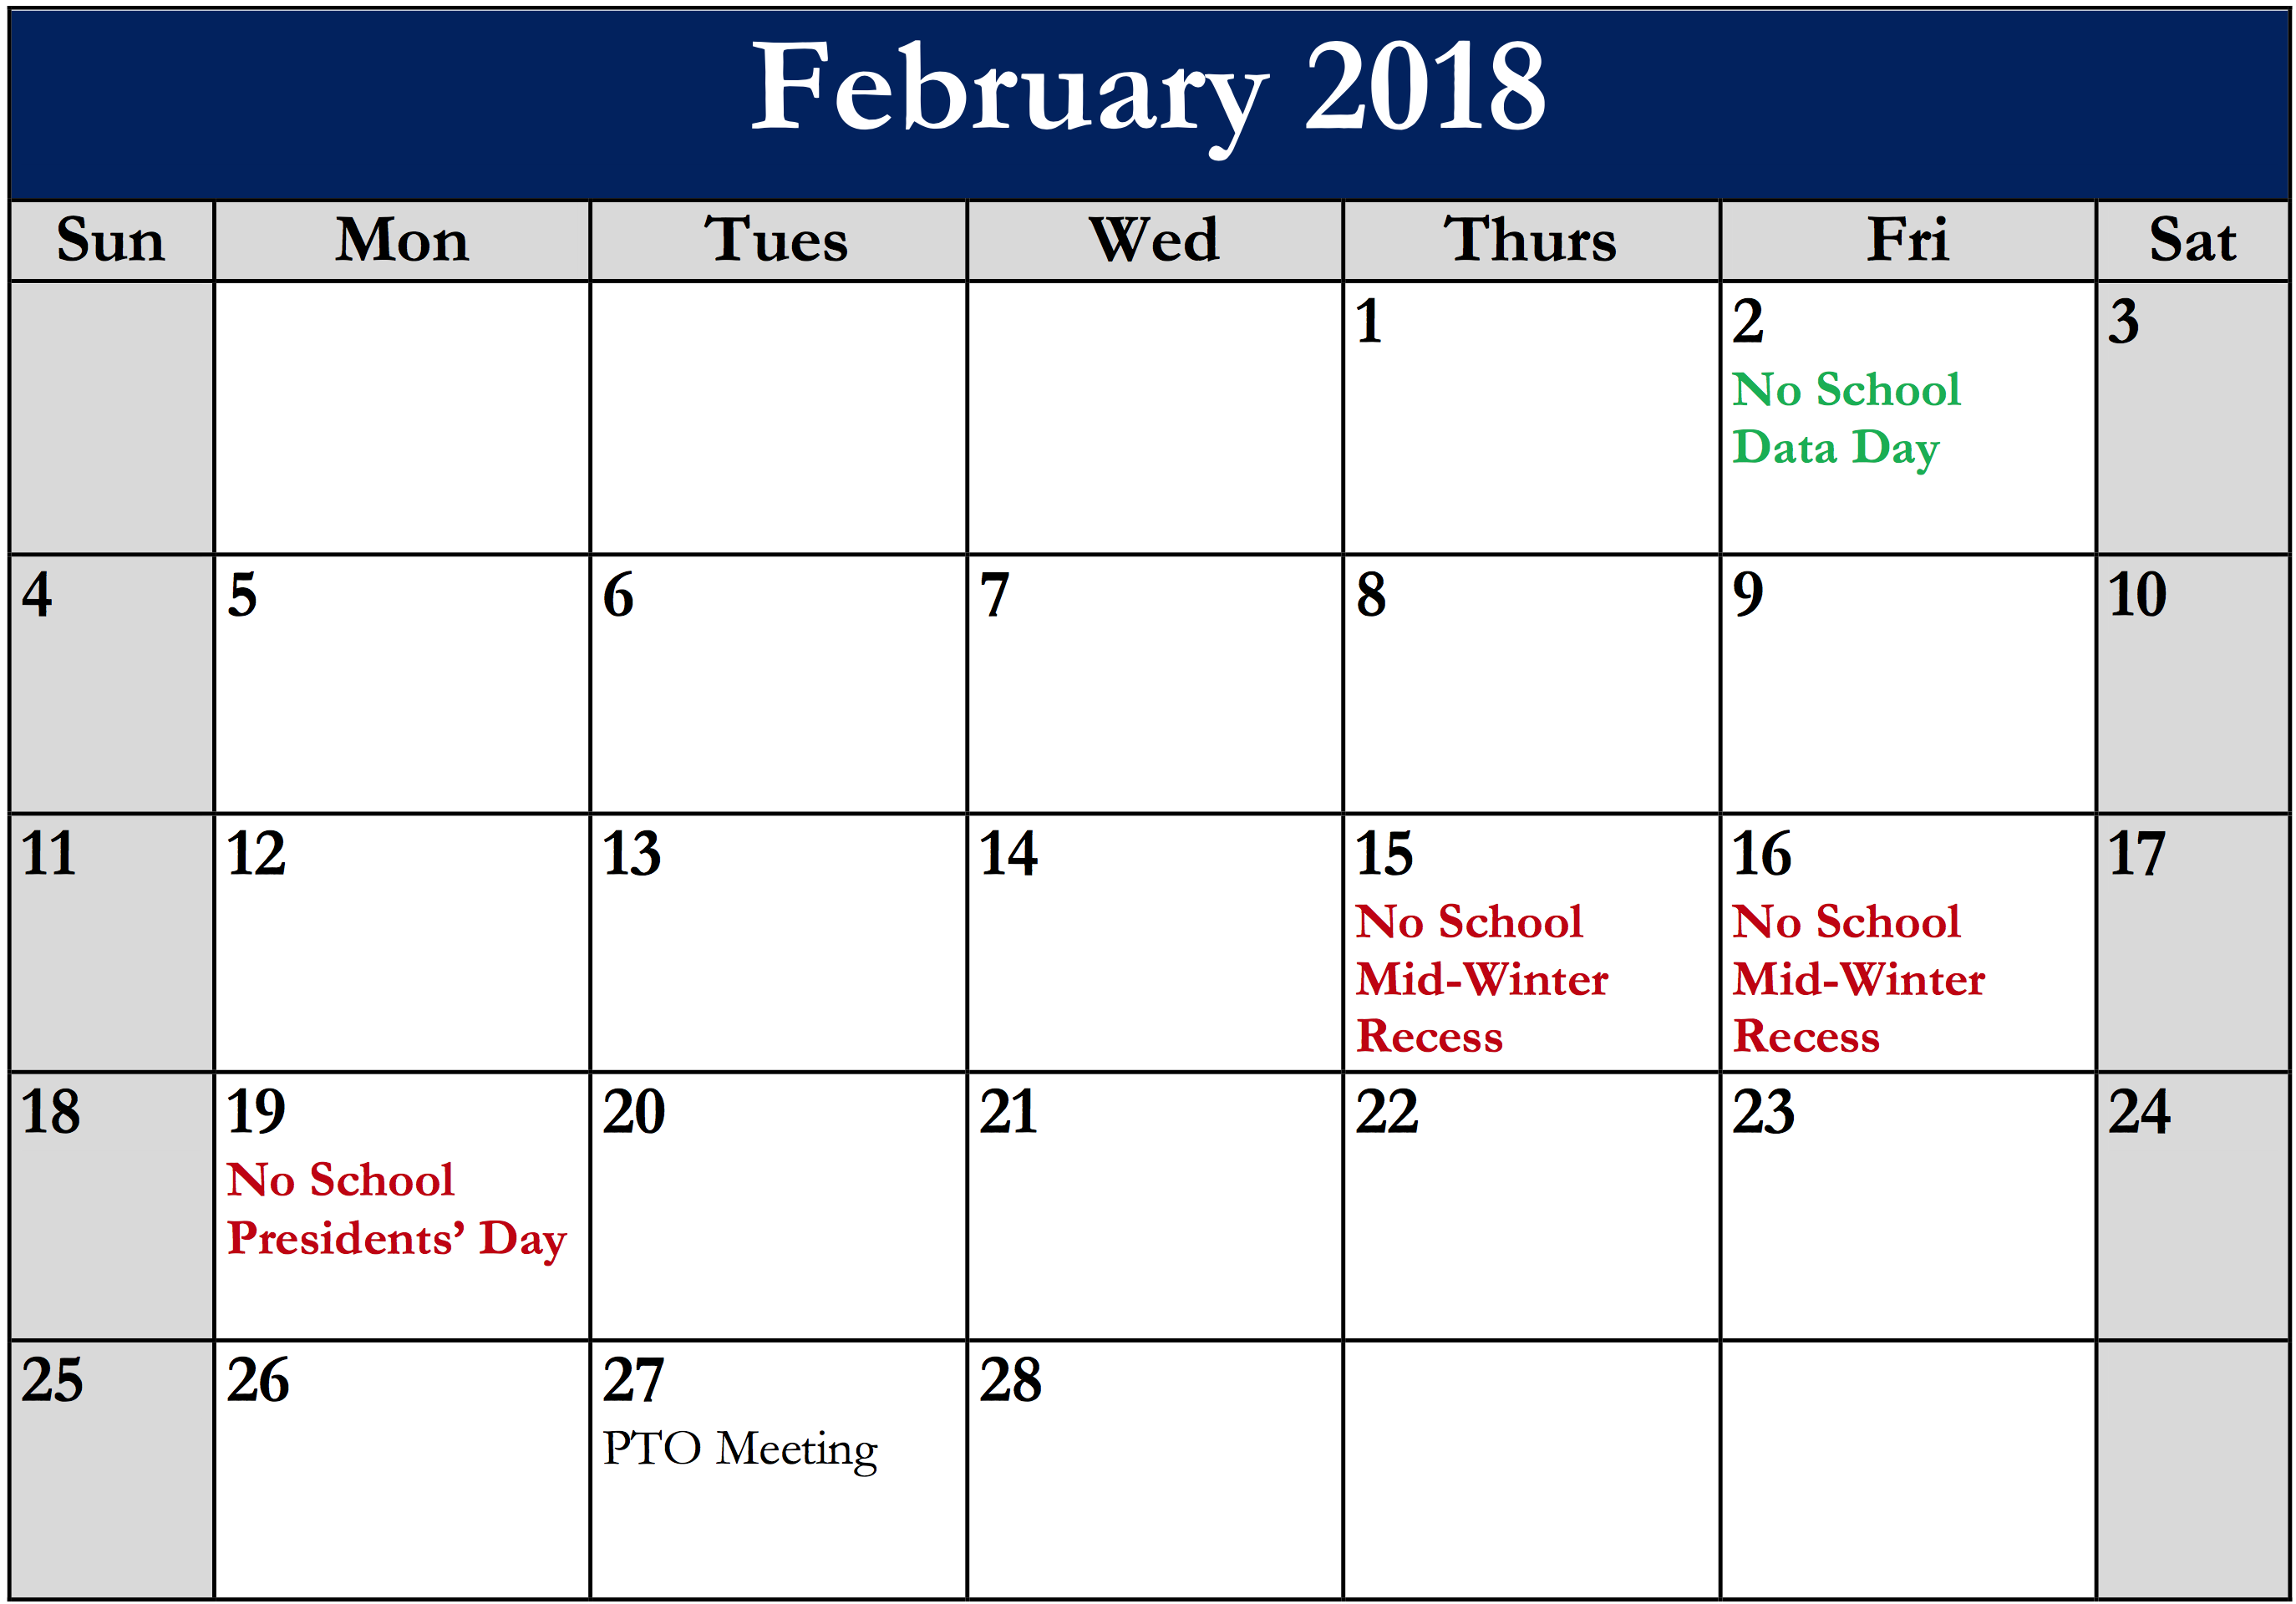 February 2018
Sun Mon Tues Wed Thurs Fri Sat
1 2 3
No School
Data Day
4 5 6 7 8 9 10
11 12 13 14 15 16 17
No School No School
Mid-Winter Mid-Winter
Recess Recess
18 19 20 21 22 23 24
No School
Presidents’ Day
25 26 27 28
PTO Meeting